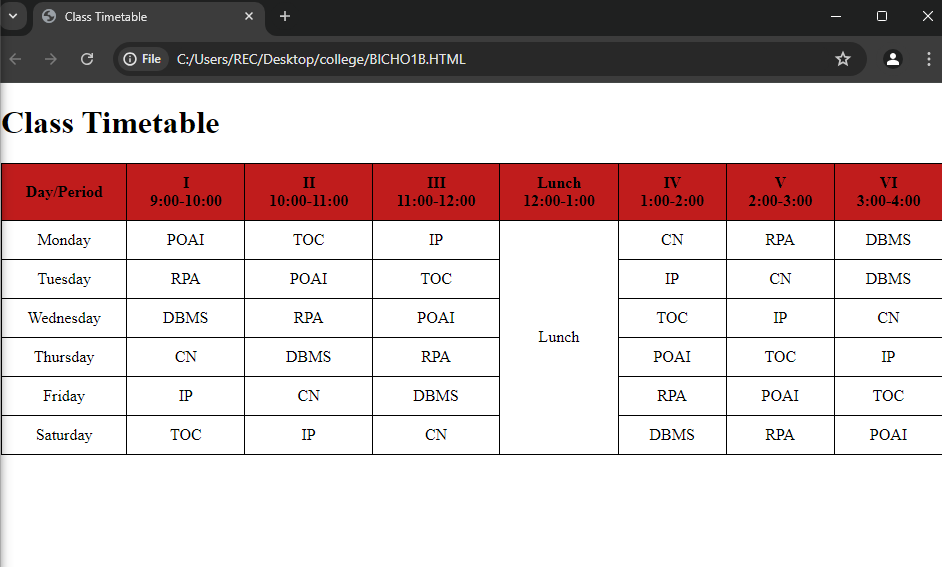 Class Timetable
File C:/Users/REC/Desktop/college/BICHO1B.HTML
Class Timetable
Day/Period I 9:00-10:00 II 10:00-11:00 III 11:00-12:00 Lunch 12:00-1:00 IV 1:00-2:00 V 2:00-3:00 VI 3:00-4:00
Monday POAI TOC IP CN RPA DBMS
Tuesday RPA POAI TOC IP CN DBMS
Wednesday DBMS RPA POAI TOC IP CN
Lunch
Thursday CN DBMS RPA POAI TOC IP
Friday IP CN DBMS RPA POAI TOC
Saturday TOC IP CN DBMS RPA POAI